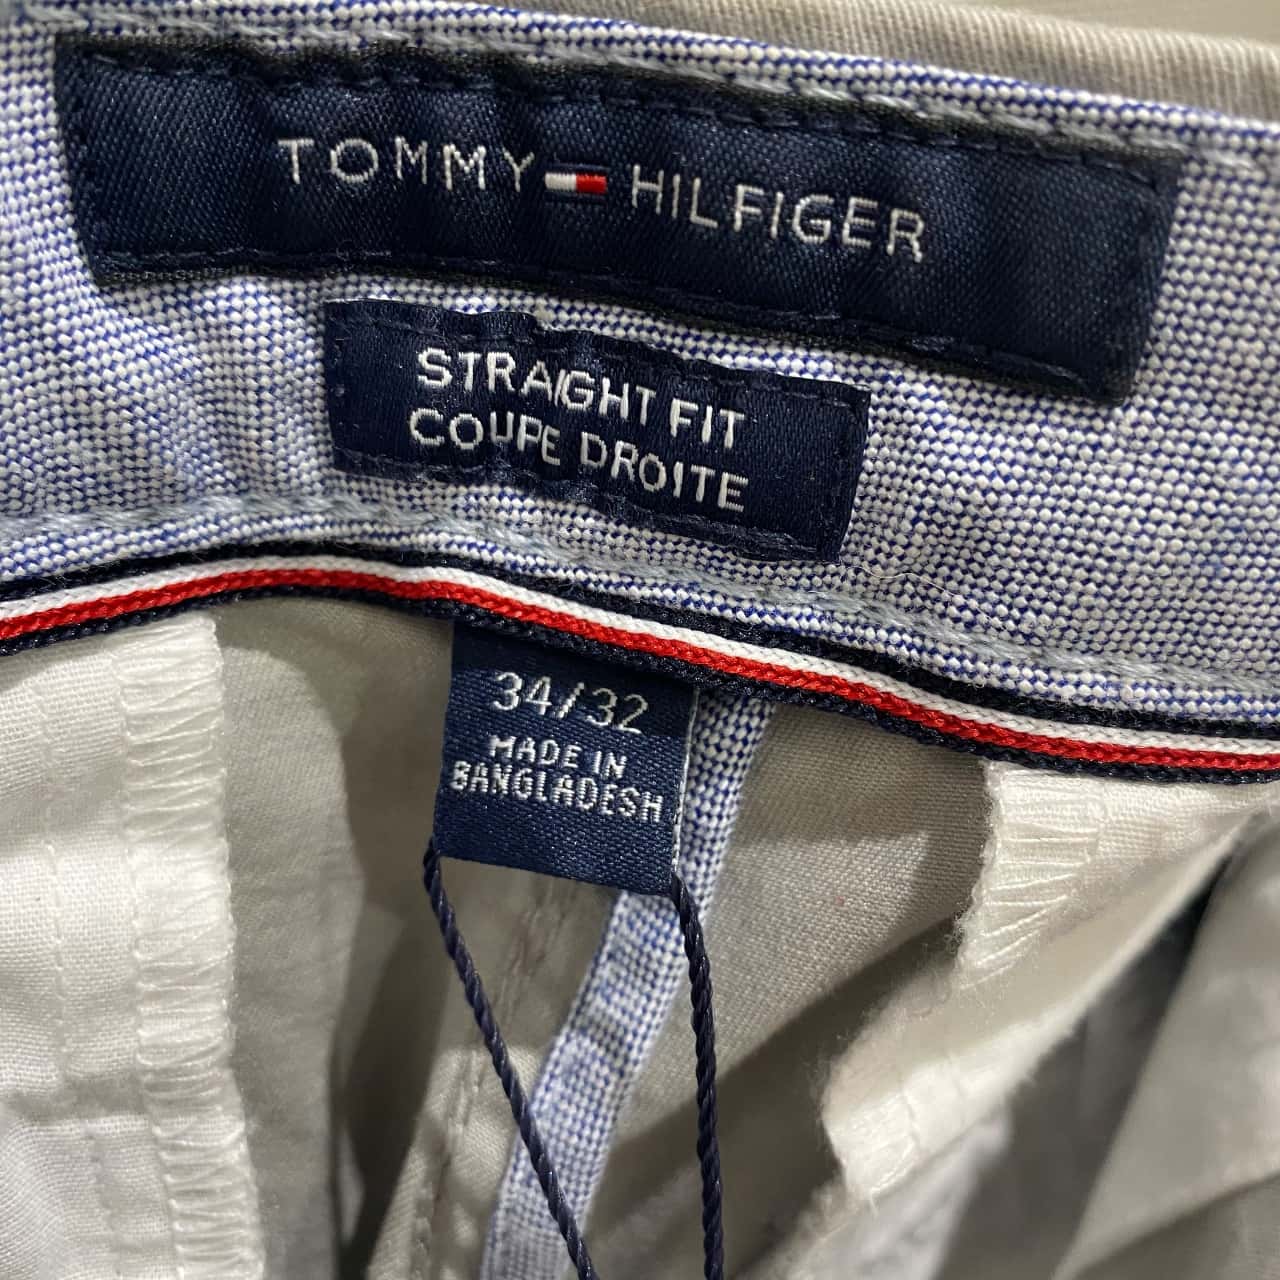 TOMMY HILFIGER
STRAIGHT FIT
COUPE DROITE
34/32
MADE IN
BANGLADESH